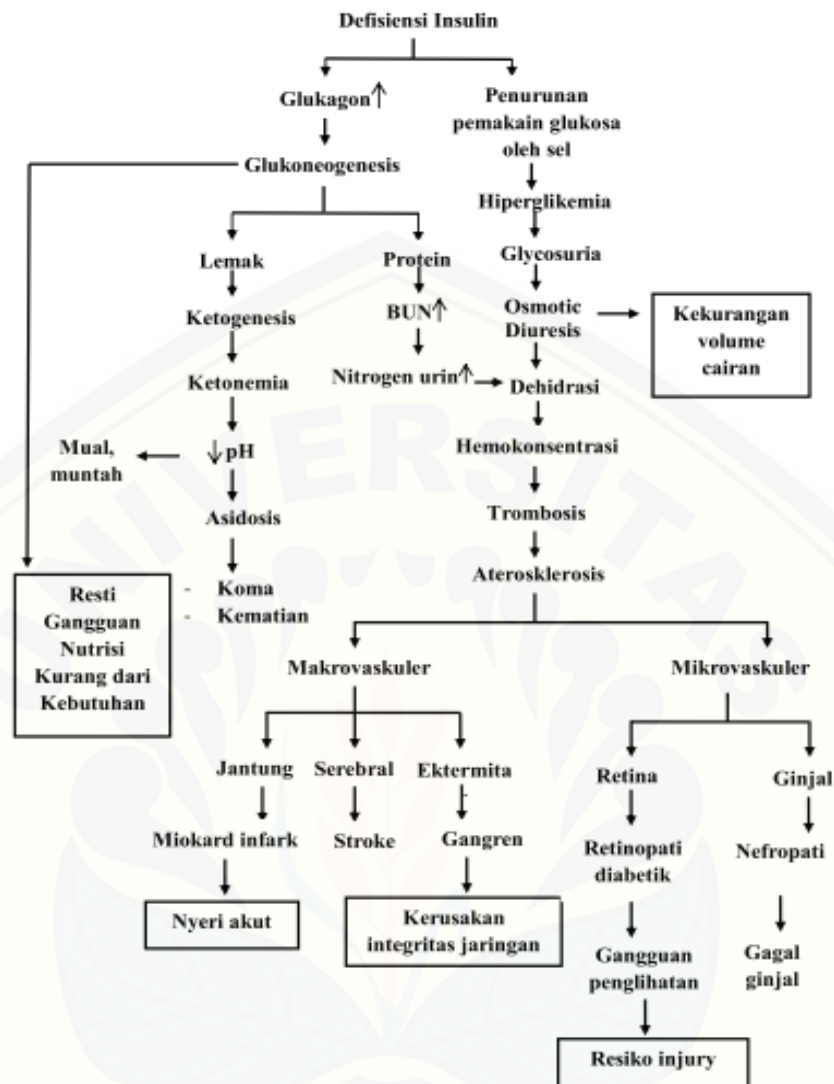 Defisiensi Insulin
Glukagon↑
Penurunan
pemakain glukosa
oleh sel
Glukoneogenesis
Hiperglikemia
Lemak
Protein
Glycosuria
Ketogenesis
BUN↑
Osmotic
Diuresis
Kekurangan
volume
cairan
Ketonemia
Nitrogen urin↑
Dehidrasi
Mual,
muntah
↓pH
Hemokonsentrasi
Asidosis
Trombosis
Resti
Gangguan
Nutrisi
Kurang dari
Kebutuhan
- Koma
- Kematian
Aterosklerosis
Makrovaskuler
Mikrovaskuler
Jantung
Serebral
Ektermita
Retina
Ginjal
Miokard infark
Stroke
Gangren
Retinopati
diabetik
Nefropati
Nyeri akut
Kerusakan
integritas jaringan
Gangguan
penglihatan
Gagal
ginjal
Resiko injury
UNIVERSITAS